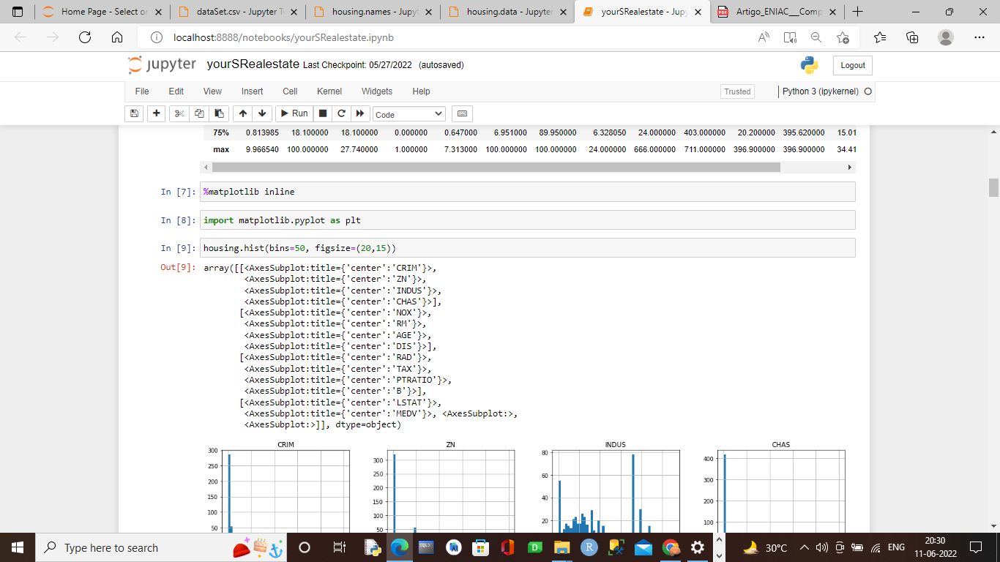 Home Page - Select or
dataSet.csv - Jupyter Te
housing.names - Jupyt
housing.data - Jupyter
yourSRealestate - Jupy
Artigo_ENIAC___Comp
localhost:8888/notebooks/yourSRealestate.ipynb
jupyter yourSRealestate Last Checkpoint: 05/27/2022 (autosaved) Logout
File Edit View Insert Cell Kernel Widgets Help Trusted Python 3 (ipykernel)
Run Code
75% 0.813985 18.100000 18.100000 0.000000 0.647000 6.951000 89.950000 6.328050 24.000000 403.000000 20.200000 395.620000 15.01
max 9.966540 100.000000 27.740000 1.000000 7.313000 100.000000 100.000000 24.000000 666.000000 711.000000 396.900000 396.900000 34.41
In [7]: %matplotlib inline
In [8]: import matplotlib.pyplot as plt
In [9]: housing.hist(bins=50, figsize=(20,15))
Out[9]: array([[<AxesSubplot:title={'center':'CRIM'}>,
<AxesSubplot:title={'center':'ZN'}>,
<AxesSubplot:title={'center':'INDUS'}>,
<AxesSubplot:title={'center':'CHAS'}>],
[<AxesSubplot:title={'center':'NOX'}>,
<AxesSubplot:title={'center':'RM'}>,
<AxesSubplot:title={'center':'AGE'}>,
<AxesSubplot:title={'center':'DIS'}>],
[<AxesSubplot:title={'center':'RAD'}>,
<AxesSubplot:title={'center':'TAX'}>,
<AxesSubplot:title={'center':'PTRATIO'}>,
<AxesSubplot:title={'center':'B'}>],
[<AxesSubplot:title={'center':'LSTAT'}>,
<AxesSubplot:title={'center':'MEDV'}>, <AxesSubplot:>,
<AxesSubplot:>]], dtype=object)
CRIM
300
250
200
150
100
50
ZN
300
250
200
150
100
50
INDUS
80
60
40
20
CHAS
400
300
200
100
Type here to search
30°C
ENG
20:30
11-06-2022